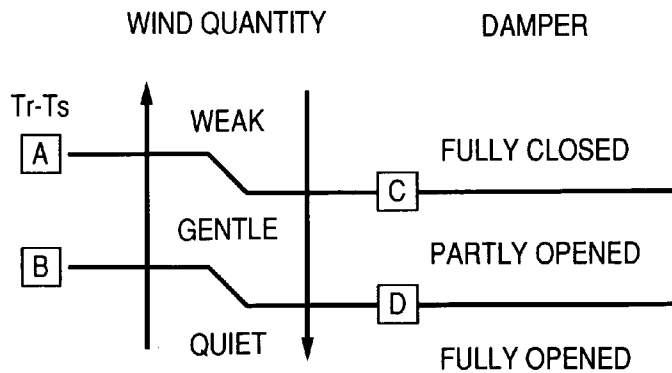 WIND QUANTITY DAMPER
Tr-Ts
WEAK
A
FULLY CLOSED
C
GENTLE
B
PARTLY OPENED
D
QUIET
FULLY OPENED